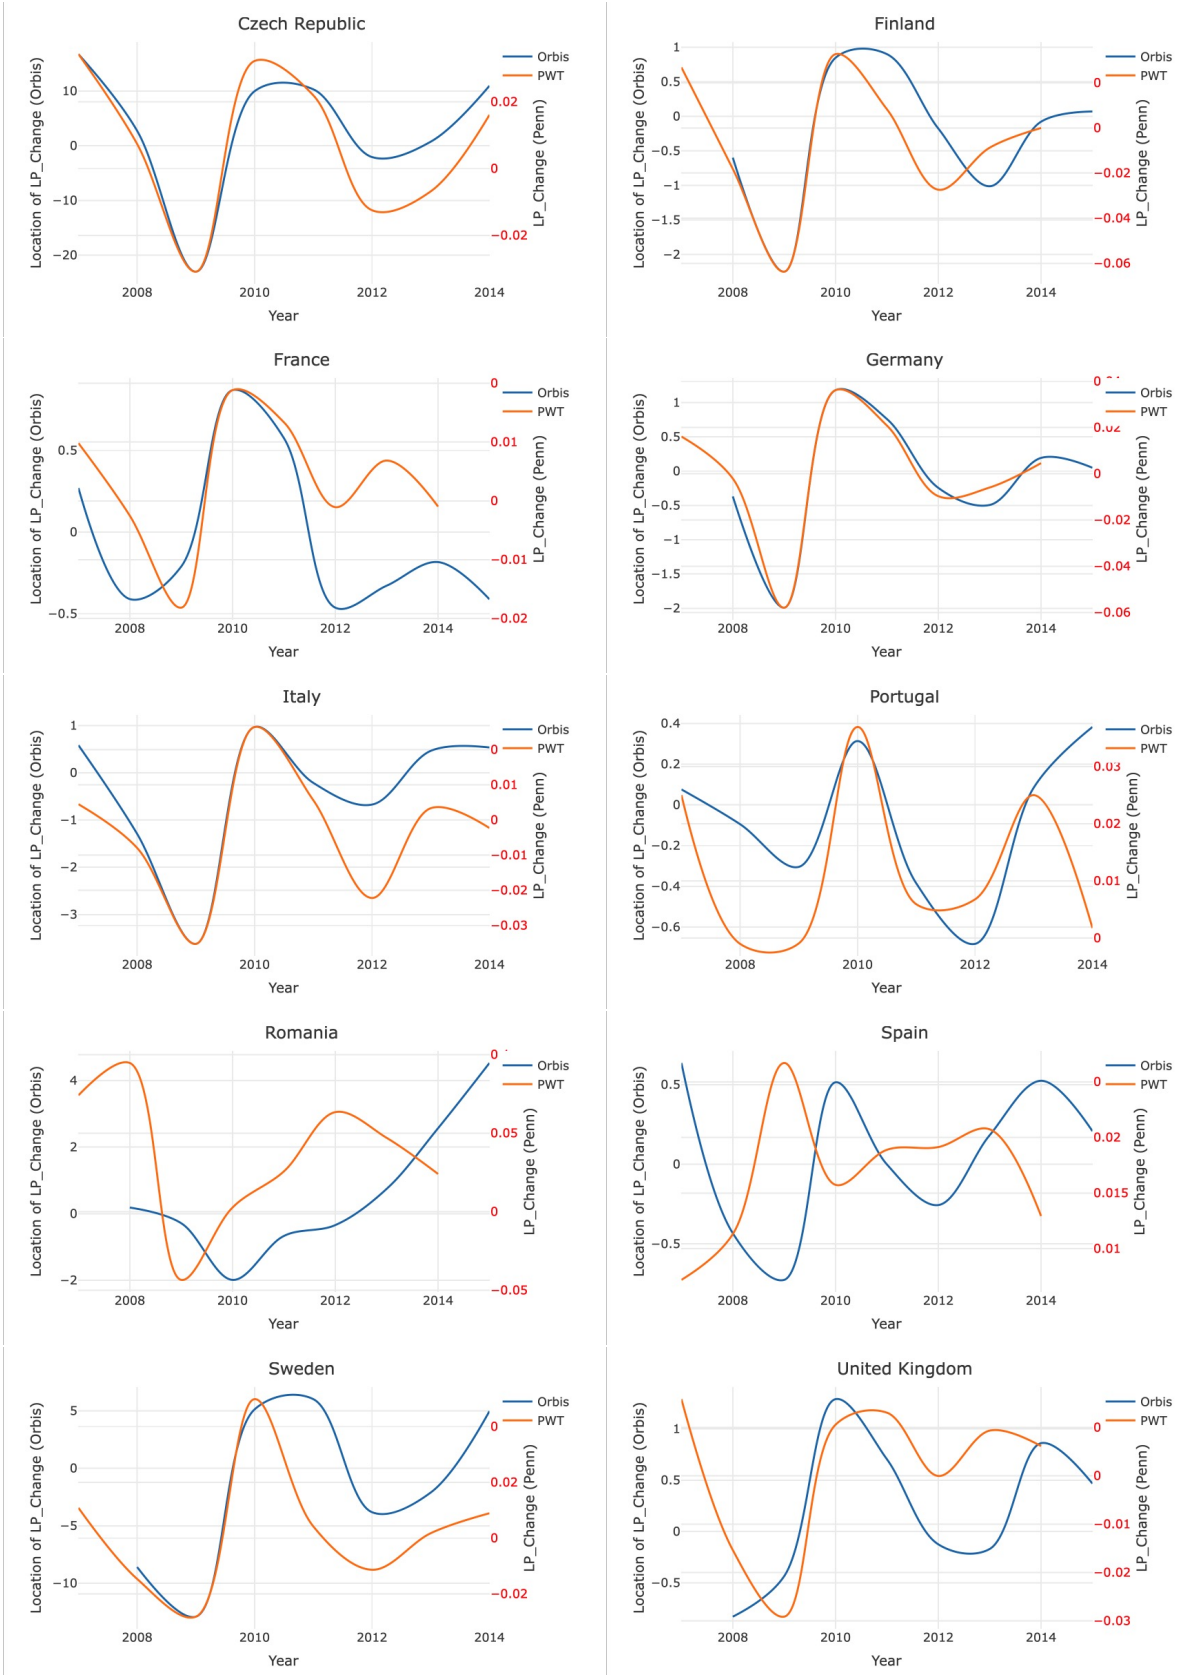 Czech Republic
Orbis
PWT
Location of LP_Change (Orbis)
10
0
−10
−20
0.02
0
−0.02
LP_Change (Penn)
2008
2010
2012
2014
Year
Finland
Orbis
PWT
Location of LP_Change (Orbis)
1
0.5
0
−0.5
−1
−1.5
−2
0
0
−0.02
−0.04
−0.06
LP_Change (Penn)
2008
2010
2012
2014
Year
France
Orbis
PWT
Location of LP_Change (Orbis)
0.5
0
−0.5
0
0.01
0
−0.01
−0.02
LP_Change (Penn)
2008
2010
2012
2014
Year
Germany
Orbis
PWT
Location of LP_Change (Orbis)
1
0.5
0
−0.5
−1
−1.5
−2
0.02
0
−0.02
−0.04
−0.06
LP_Change (Penn)
2008
2010
2012
2014
Year
Italy
Orbis
PWT
Location of LP_Change (Orbis)
1
0
−1
−2
−3
0
0.01
0
−0.01
−0.02
−0.03
LP_Change (Penn)
2008
2010
2012
2014
Year
Portugal
Orbis
PWT
Location of LP_Change (Orbis)
0.4
0.2
0
−0.2
−0.4
−0.6
0.03
0.02
0.01
0
LP_Change (Penn)
2008
2010
2012
2014
Year
Romania
Orbis
PWT
Location of LP_Change (Orbis)
4
2
0
−2
0.05
0
−0.05
LP_Change (Penn)
2008
2010
2012
2014
Year
Spain
Orbis
PWT
Location of LP_Change (Orbis)
0.5
0
−0.5
0
0.02
0.015
0.01
LP_Change (Penn)
2008
2010
2012
2014
Year
Sweden
Orbis
PWT
Location of LP_Change (Orbis)
5
0
−5
−10
0
0.02
0
−0.02
LP_Change (Penn)
2008
2010
2012
2014
Year
United Kingdom
Orbis
PWT
Location of LP_Change (Orbis)
1
0.5
0
−0.5
0
0
−0.01
−0.02
−0.03
LP_Change (Penn)
2008
2010
2012
2014
Year